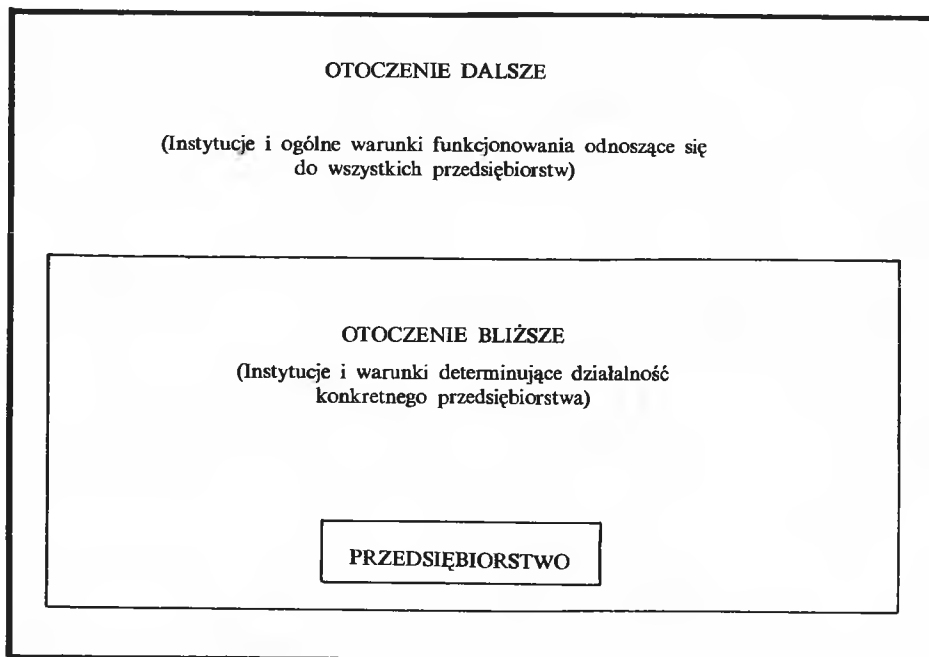 OTOCZENIE DALSZE
(Instytucje i ogólne warunki funkcjonowania odnoszące się
do wszystkich przedsiębiorstw)
OTOCZENIE BLIŻSZE
(Instytucje i warunki determinujące działalność
konkretnego przedsiębiorstwa)
PRZEDSIĘBIORSTWO